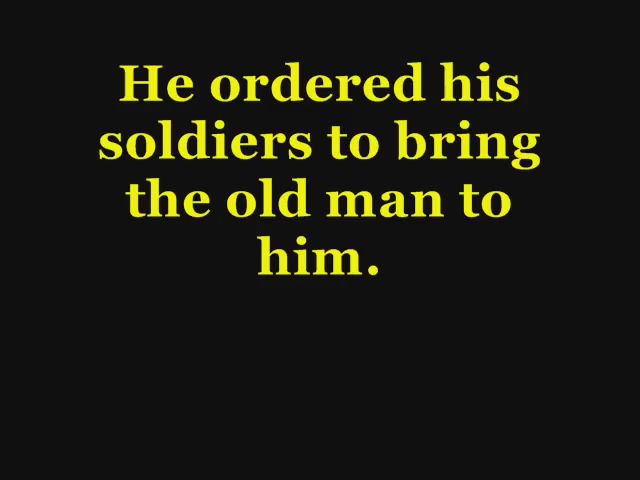 He ordered his
soldiers to bring
the old man to
him.